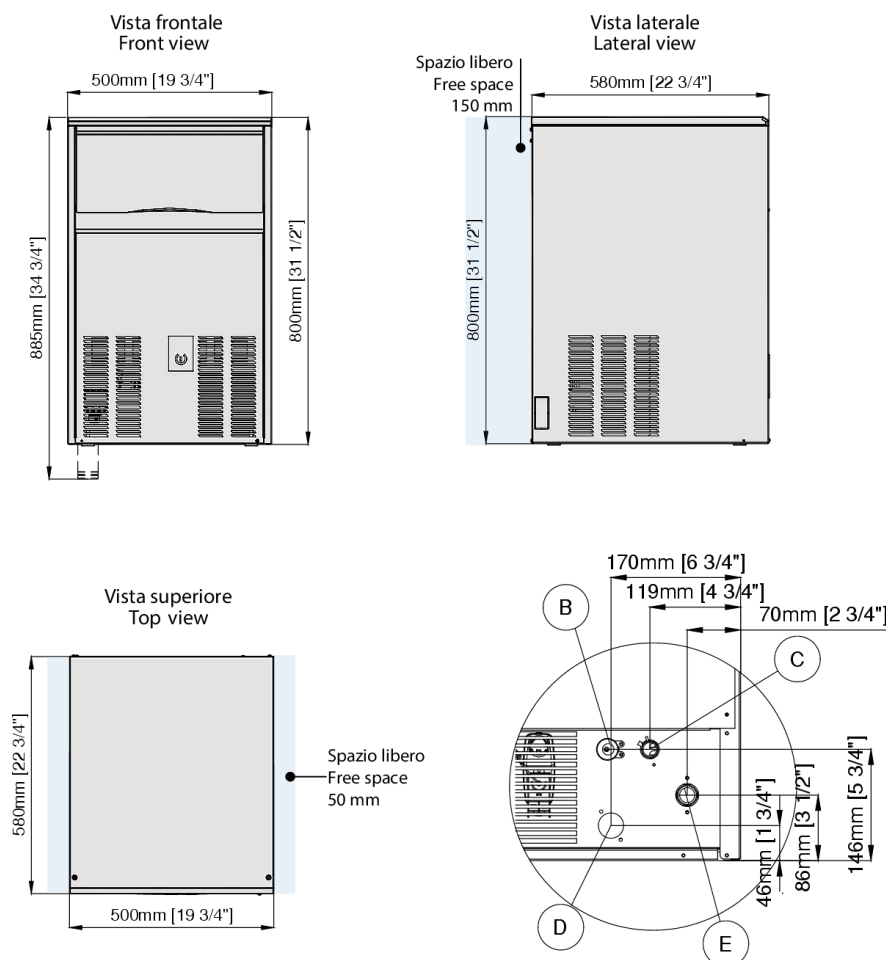 Vista frontale
Front view
500mm [19 3/4"]
885mm [34 3/4"]
800mm [31 1/2"]
Vista laterale
Lateral view
Spazio libero
Free space
150 mm
580mm [22 3/4"]
800mm [31 1/2"]
Vista superiore
Top view
580mm [22 3/4"]
500mm [19 3/4"]
Spazio libero
Free space
50 mm
170mm [6 3/4"]
119mm [4 3/4"]
70mm [2 3/4"]
B
C
D
E
46mm [1 3/4"]
86mm [3 1/2"]
146mm [5 3/4"]